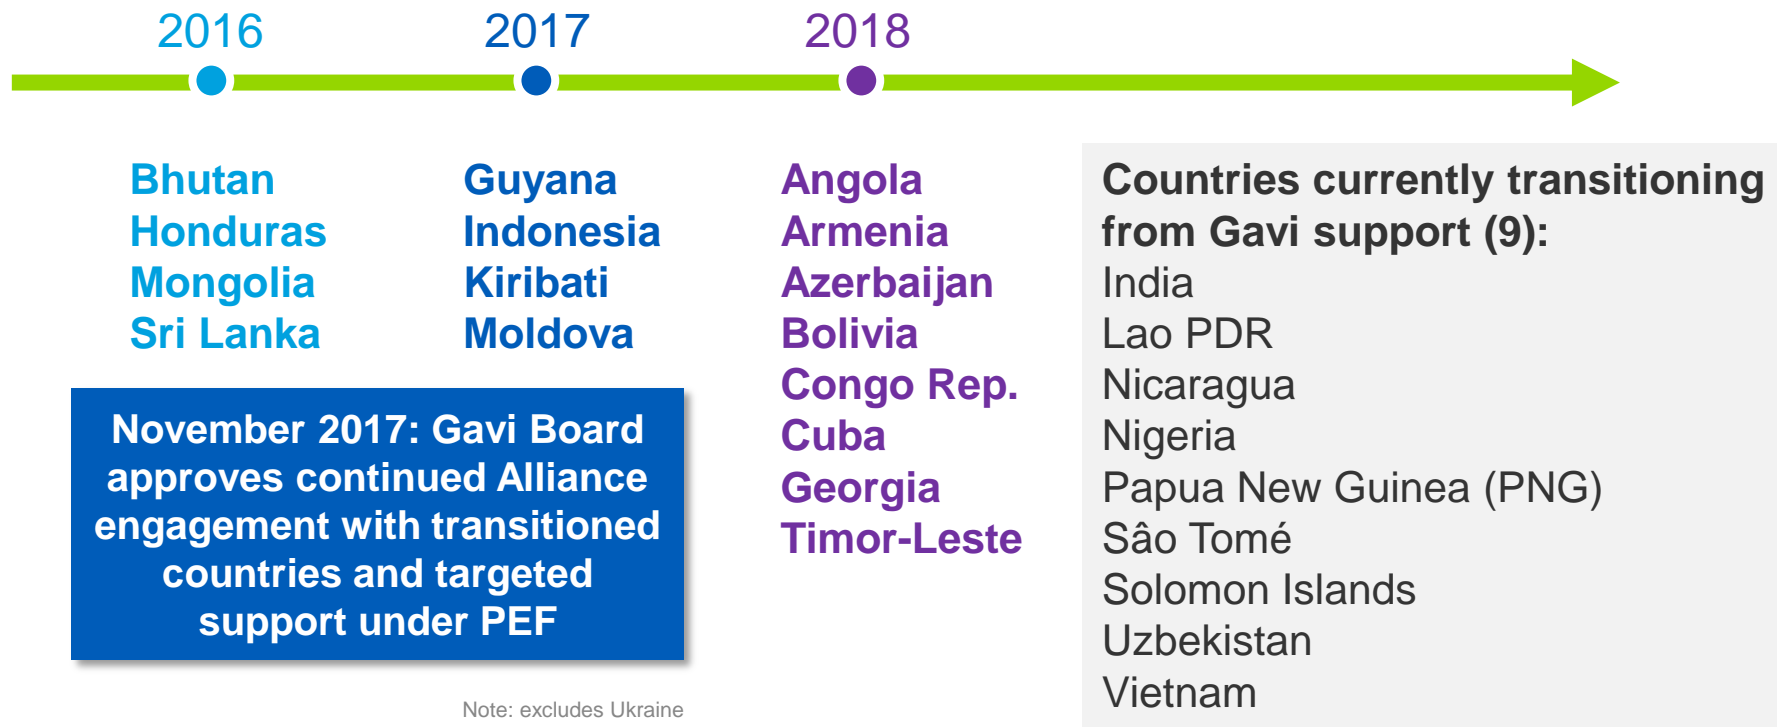 2016
2017
2018
Bhutan
Honduras
Mongolia
Sri Lanka
Guyana
Indonesia
Kiribati
Moldova
Angola
Armenia
Azerbaijan
Bolivia
Congo Rep.
Cuba
Georgia
Timor-Leste
Countries currently transitioning
from Gavi support (9):
India
Lao PDR
Nicaragua
Nigeria
Papua New Guinea (PNG)
Sâo Tomé
Solomon Islands
Uzbekistan
Vietnam
November 2017: Gavi Board
approves continued Alliance
engagement with transitioned
countries and targeted
support under PEF
Note: excludes Ukraine